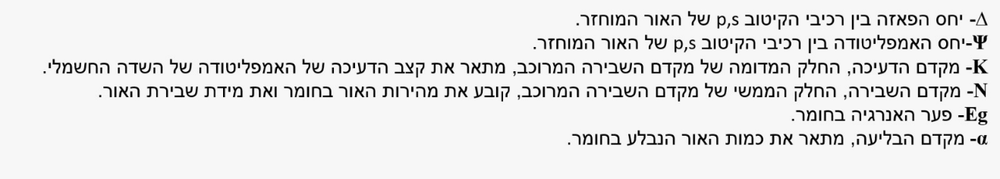 Δ- יחס הפאזה בין רכיבי הקיטוב p,s של האור המוחזר.
Ψ-יחס האמפליטודה בין רכיבי הקיטוב p,s של האור המוחזר.
K- מקדם הדעיכה, החלק המדומה של מקדם השבירה המרוכב, מתאר את קצב הדעיכה של האמפליטודה של השדה החשמלי.
N- מקדם השבירה, החלק הממשי של מקדם השבירה המרוכב, קובע את מהירות האור בחומר ואת מידת שבירת האור.
Eg- פער האנרגיה בחומר.
α- מקדם הבליעה, מתאר את כמות האור הנבלע בחומר.